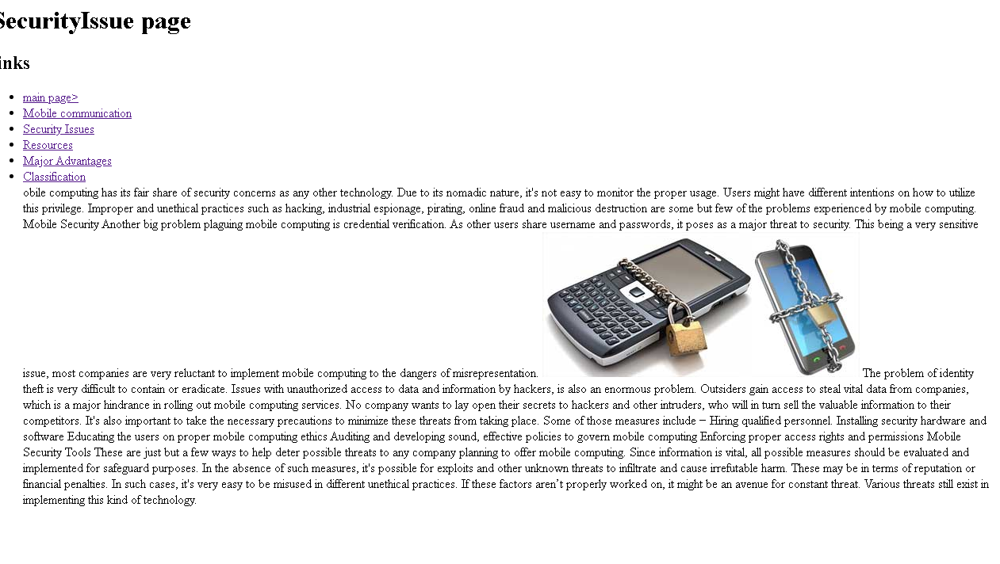 SecurityIssue page
inks
main page>
Mobile communication
Security Issues
Resources
Major Advantages
Classification
obile computing has its fair share of security concerns as any other technology. Due to its nomadic nature, it's not easy to monitor the proper usage. Users might have different intentions on how to utilize
this privilege. Improper and unethical practices such as hacking, industrial espionage, pirating, online fraud and malicious destruction are some but few of the problems experienced by mobile computing.
Mobile Security Another big problem plaguing mobile computing is credential verification. As other users share username and passwords, it poses as a major threat to security. This being a very sensitive
issue, most companies are very reluctant to implement mobile computing to the dangers of misrepresentation. The problem of identity
theft is very difficult to contain or eradicate. Issues with unauthorized access to data and information by hackers, is also an enormous problem. Outsiders gain access to steal vital data from companies,
which is a major hindrance in rolling out mobile computing services. No company wants to lay open their secrets to hackers and other intruders, who will in turn sell the valuable information to their
competitors. It's also important to take the necessary precautions to minimize these threats from taking place. Some of those measures include − Hiring qualified personnel. Installing security hardware and
software Educating the users on proper mobile computing ethics Auditing and developing sound, effective policies to govern mobile computing Enforcing proper access rights and permissions Mobile
Security Tools These are just but a few ways to help deter possible threats to any company planning to offer mobile computing. Since information is vital, all possible measures should be evaluated and
implemented for safeguard purposes. In the absence of such measures, it's possible for exploits and other unknown threats to infiltrate and cause irrefutable harm. These may be in terms of reputation or
financial penalties. In such cases, it's very easy to be misused in different unethical practices. If these factors aren’t properly worked on, it might be an avenue for constant threat. Various threats still exist in
implementing this kind of technology.